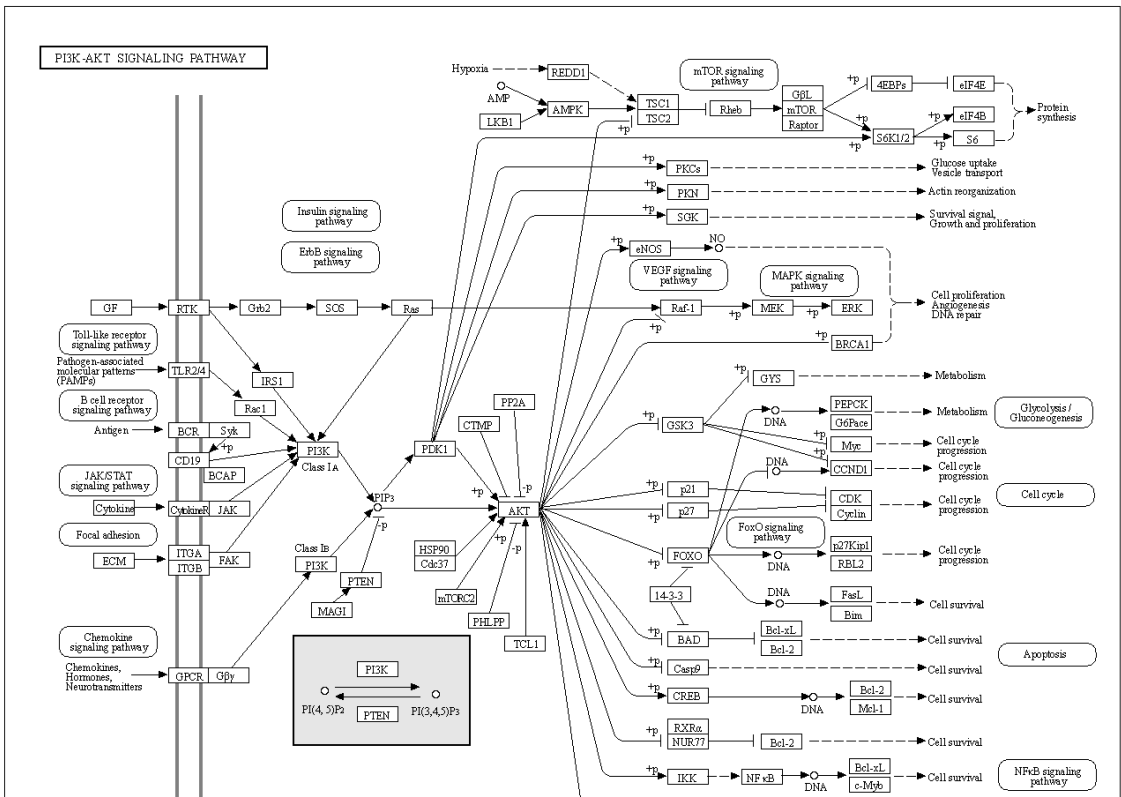 PI3K-AKT SIGNALING PATHWAY
Hypoxia
REDD1
mTOR signaling
pathway
AMP
AMPK
LKB1
TSC1
TSC2
+p
Rheb
GβL
mTOR
Raptor
+p
4EBPs
eIF4E
eIF4B
+p
S6K1/2
+p
+p
S6
Protein
synthesis
+p
PKCs
Glucose uptake
Vesicle transport
+p
PKN
Actin reorganization
+p
SGK
Survival signal,
Growth and proliferation
Insulin signaling
pathway
ErbB signaling
pathway
+p
eNOS
NO
VEGF signaling
pathway
MAPK signaling
pathway
GF
RTK
Grb2
SOS
Ras
Raf-1
+p
+p
MEK
+p
ERK
Cell proliferation
Angiogenesis
DNA repair
+p
BRCA1
Toll-like receptor
signaling pathway
Pathogen-associated
molecular patterns
(PAMPs)
TLR2/4
IRS1
Rac1
B cell receptor
signaling pathway
Antigen
BCR
Syk
+p
CD19
BCAP
PI3K
Class IA
PDK1
PP2A
CTMP
+p
GYS
Metabolism
+p
GSK3
PEPCK
G6Pace
DNA
Metabolism
Glycolysis /
Gluconeogenesis
+p
Myc
Cell cycle
progression
DNA
+p
CCND1
Cell cycle
progression
JAK/STAT
signaling pathway
Cytokine
CytokineR
JAK
PIP3
-p
+p
-p
AKT
+p
p21
+p
p27
CDK
Cyclin
Cell cycle
progression
Cell cycle
Focal adhesion
ECM
ITGA
ITGB
FAK
Class IB
PI3K
PTEN
MAGI
HSP90
Cdc37
+p
-p
mTORC2
PHLPP
TCL1
+p
FOXO
FoxO signaling
pathway
DNA
p27Kip1
RBL2
Cell cycle
progression
14-3-3
DNA
FasL
Bim
Cell survival
+p
BAD
Bcl-xL
Bcl-2
Cell survival
Apoptosis
Chemokine
signaling pathway
Chemokines,
Hormones,
Neurotransmitters
GPCR
Gβγ
PI3K
PI(4,5)P2
PI(3,4,5)P3
PTEN
+p
Casp9
Cell survival
+p
CREB
DNA
Bcl-2
Mcl-1
Cell survival
+p
RXRα
NUR77
Bcl-2
Cell survival
+p
IKK
NFκB
DNA
Bcl-xL
c-Myb
Cell survival
NFκB signaling
pathway